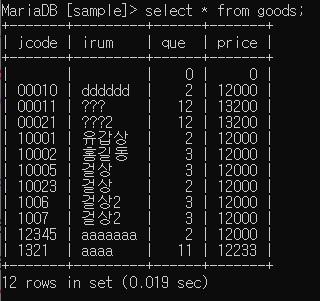 MariaDB [sample]> select * from goods;
+-------+---------+------+-------+
| jcode | irum    | que  | price |
+-------+---------+------+-------+
|       |         |    0 |     0 |
| 00010 | dddddd  |    2 | 12000 |
| 00011 | ???     |   12 | 13200 |
| 00021 | ???2    |   12 | 13200 |
| 10001 | 유갑상  |    2 | 12000 |
| 10002 | 홍길동  |    3 | 12000 |
| 10005 | 걸상    |    3 | 12000 |
| 10023 | 걸상    |    2 | 12000 |
| 1006  | 걸상2   |    3 | 12000 |
| 1007  | 걸상2   |    3 | 12000 |
| 12345 | aaaaaaa |    2 | 12000 |
| 1321  | aaaa    |   11 | 12233 |
+-------+---------+------+-------+
12 rows in set (0.019 sec)